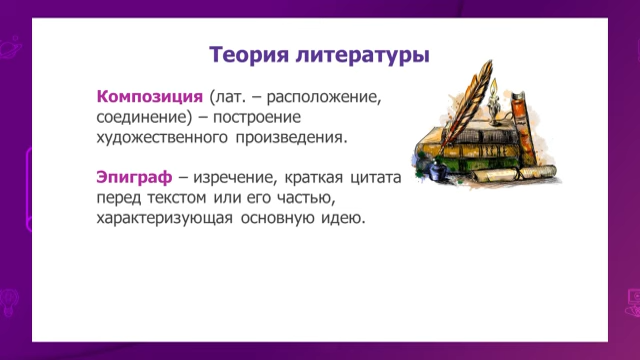 Теория литературы
Композиция (лат. – расположение,
соединение) – построение
художественного произведения.
Эпиграф – изречение, краткая цитата
перед текстом или его частью,
характеризующая основную идею.